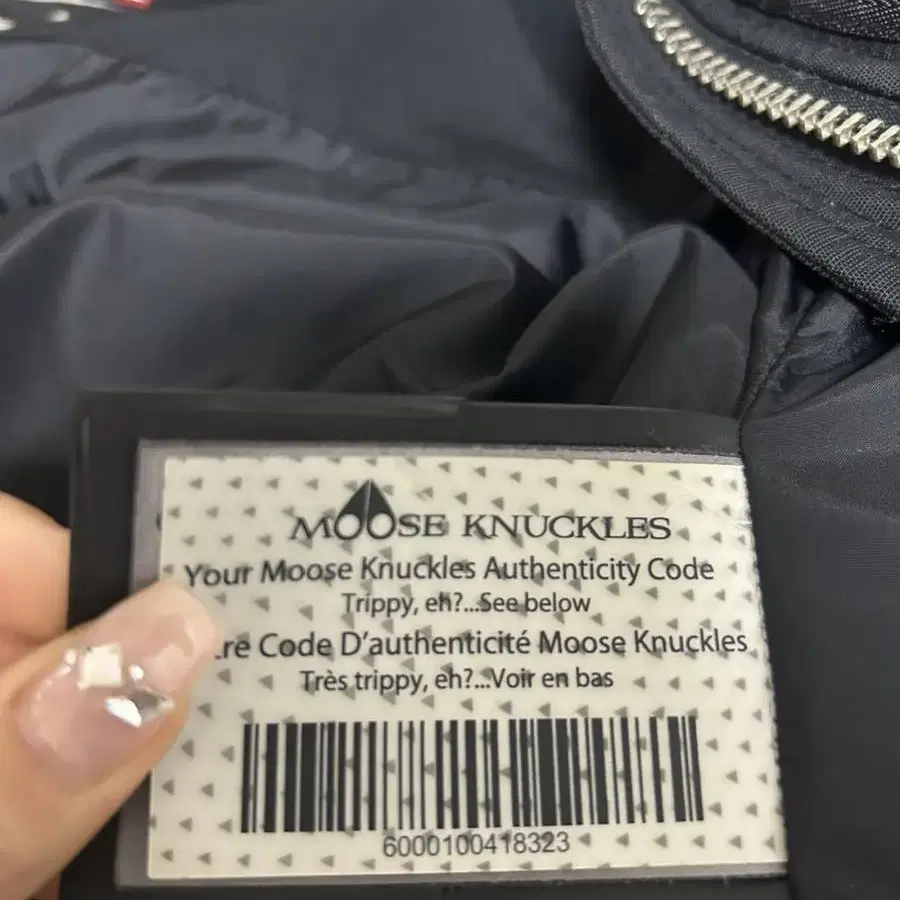 MOOSE KNUCKLES
Your Moose Knuckles Authenticity Code
Trippy, eh?...See below
Code D'authenticité Moose Knuckles
Très trippy, eh?...Voir en bas
6000100418323